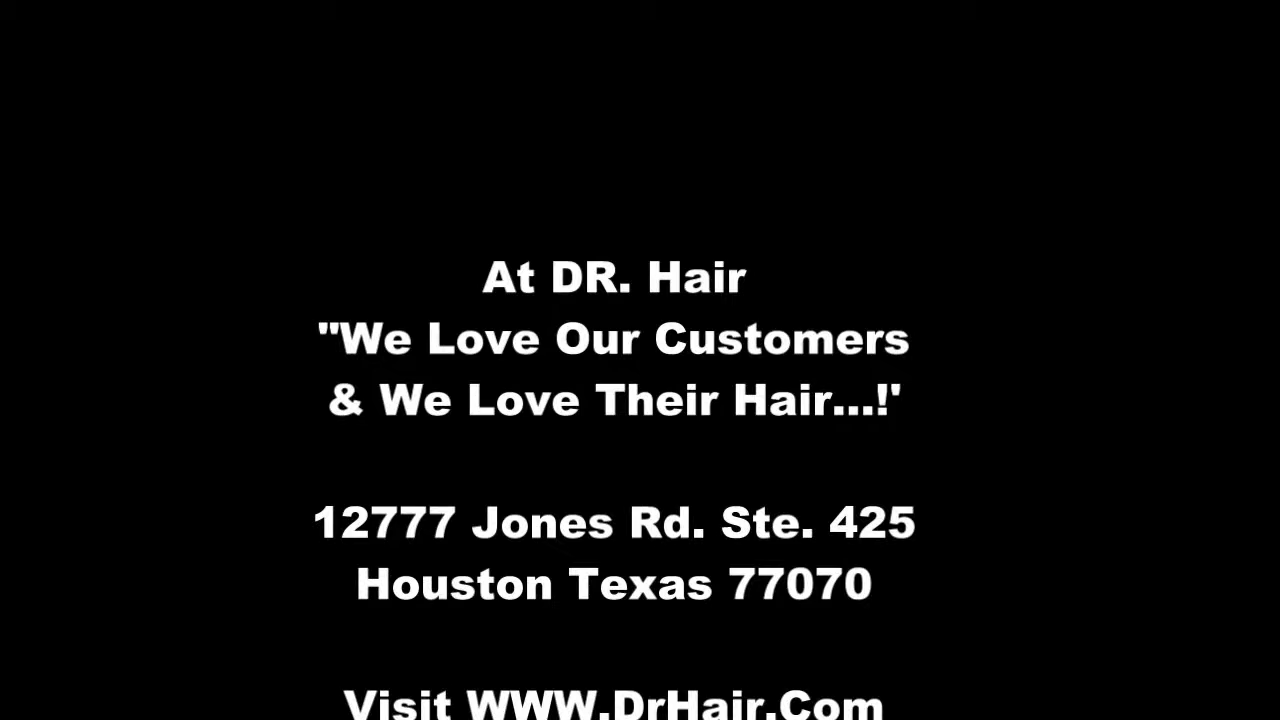 At DR. Hair
"We Love Our Customers
& We Love Their Hair...!'
12777 Jones Rd. Ste. 425
Houston Texas 77070
Visit WWW.DrHair.Com